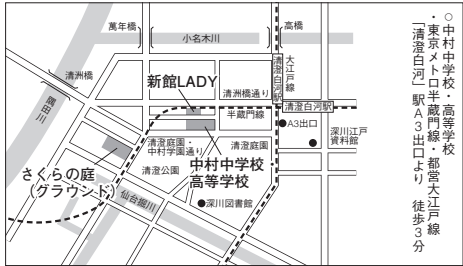 ○中村中学校・高等学校
・東京メトロ半蔵門線・都営大江戸線
「清澄白河」駅A3出口より　徒歩3分
萬年橋
高橋
小名木川
大江戸線
清洲橋
清澄白河駅
新館LADY
清洲橋通り
隅田川
清澄白河駅
半蔵門線
A3出口
清澄庭園・
中村学園通り
清澄庭園
深川江戸
資料館
中村中学校
高等学校
さくらの庭
(グラウンド)
清澄公園
仙台堀川
深川図書館